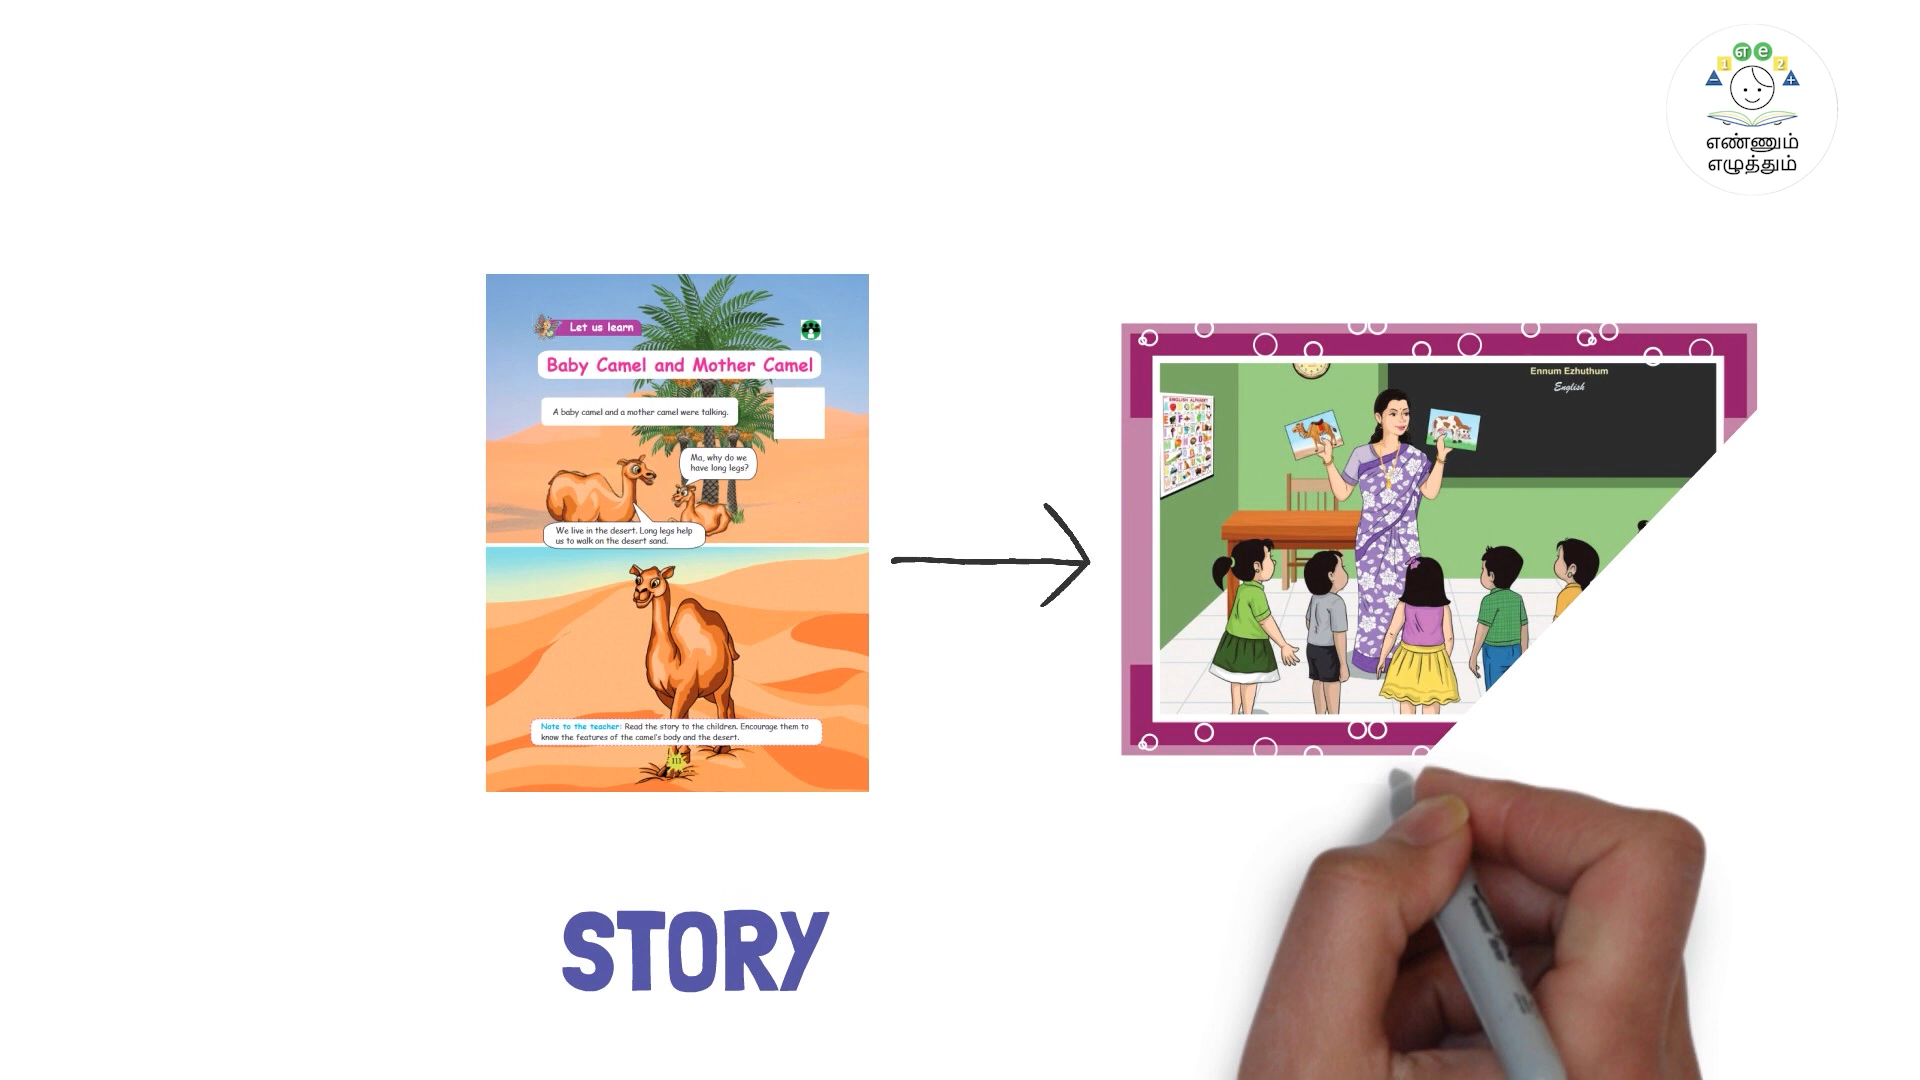 எ e
1 2
− +
எண்ணும்
எழுத்தும்
Let us learn
Baby Camel and Mother Camel
A baby camel and a mother camel were talking.
Ma, why do we
have long legs?
We live in the desert. Long legs help
us to walk on the desert sand.
Note to the teacher: Read the story to the children. Encourage them to
know the features of the camel's body and the desert.
111
STORY
Ennum Ezhuthum
English
ENGLISH ALPHABET